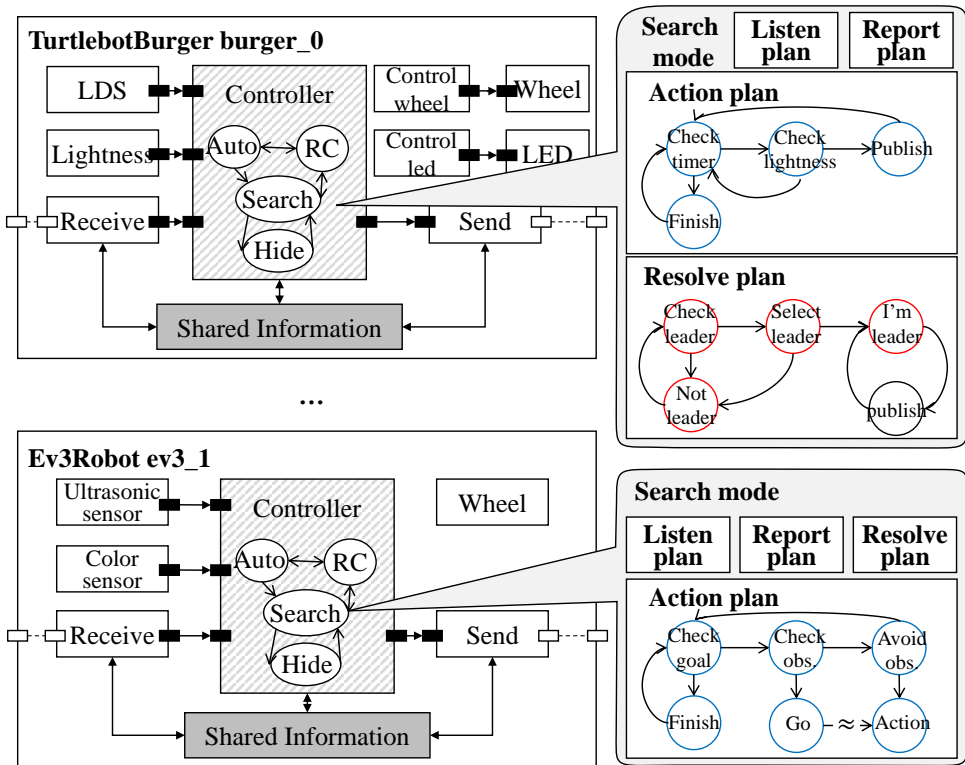 TurtlebotBurger burger_0
LDS
Lightness
Receive
Controller
Auto
RC
Search
Hide
Control
wheel
Wheel
Control
led
LED
Send
Shared Information
Search
mode
Listen
plan
Report
plan
Action plan
Check
timer
Check
lightness
Publish
Finish
Resolve plan
Check
leader
Select
leader
I'm
leader
Not
leader
publish
...
Ev3Robot ev3_1
Ultrasonic
sensor
Color
sensor
Receive
Controller
Auto
RC
Search
Hide
Wheel
Send
Shared Information
Search mode
Listen
plan
Report
plan
Resolve
plan
Action plan
Check
goal
Check
obs.
Avoid
obs.
Finish
Go
≈
Action